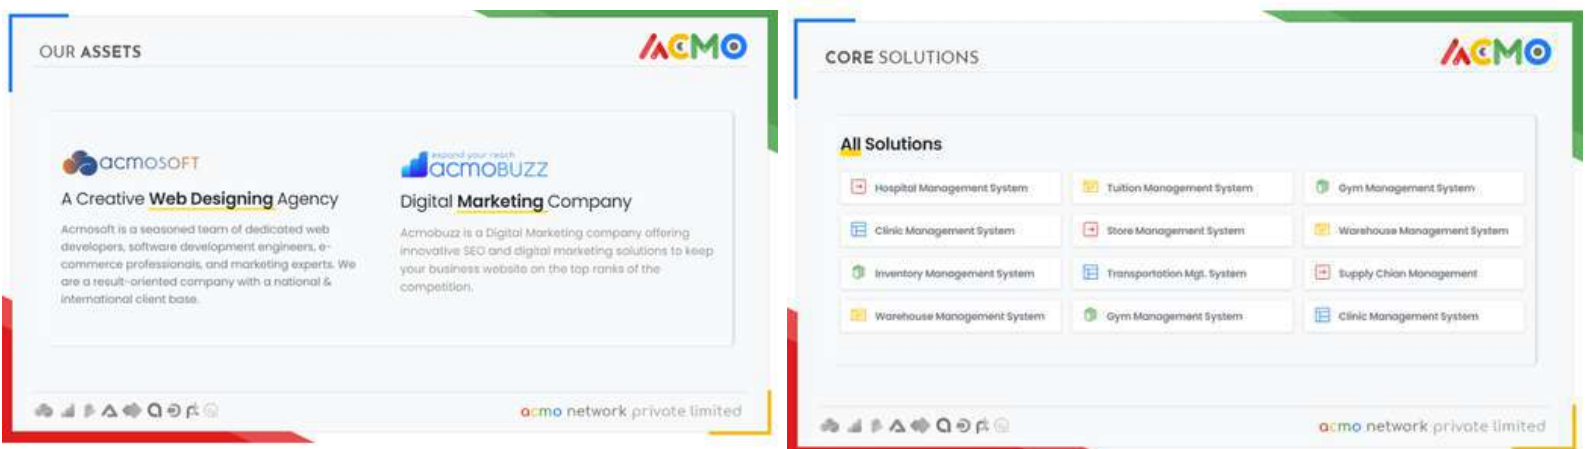 OUR ASSETS
ACMO
acmosoft
A Creative Web Designing Agency
Acmosoft is a seasoned team of dedicated web
developers, software development engineers, e-
commerce professionals, and marketing experts. We
are a result-oriented company with a national &
international client base.
expand your reach
acmoBUZZ
Digital Marketing Company
Acmobuzz is a Digital Marketing company offering
innovative SEO and digital marketing solutions to keep
your business website on the top ranks of the
competition.
acmo network private limited
CORE SOLUTIONS
ACMO
All Solutions
Hospital Management System
Tuition Management System
Gym Management System
Clinic Management System
Store Management System
Warehouse Management System
Inventory Management System
Transportation Mgt. System
Supply Chian Management
Warehouse Management System
Gym Management System
Clinic Management System
acmo network private limited